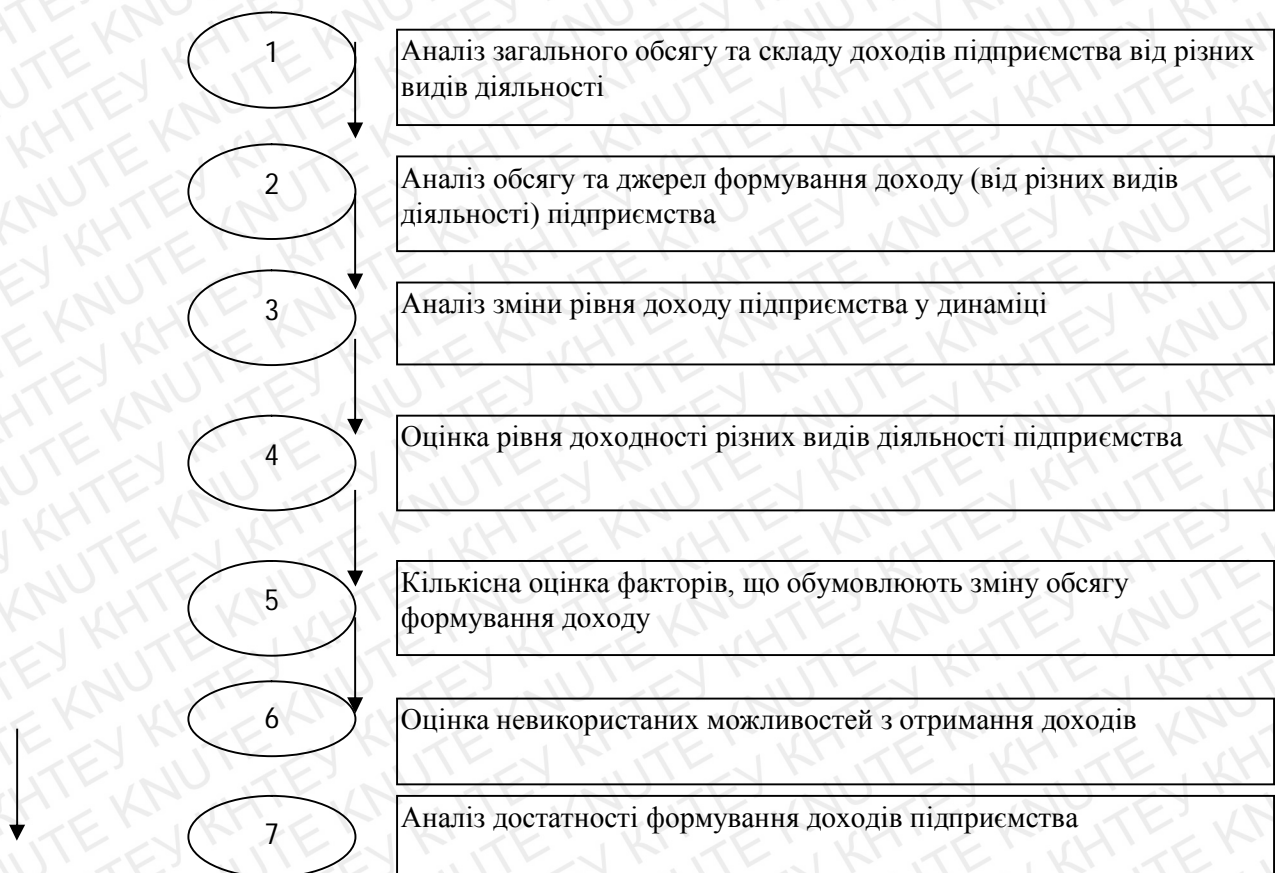 1
Аналіз загального обсягу та складу доходів підприємства від різних
видів діяльності
2
Аналіз обсягу та джерел формування доходу (від різних видів
діяльності) підприємства
3
Аналіз зміни рівня доходу підприємства у динаміці
4
Оцінка рівня доходності різних видів діяльності підприємства
5
Кількісна оцінка факторів, що обумовлюють зміну обсягу
формування доходу
6
Оцінка невикористаних можливостей з отримання доходів
7
Аналіз достатності формування доходів підприємства